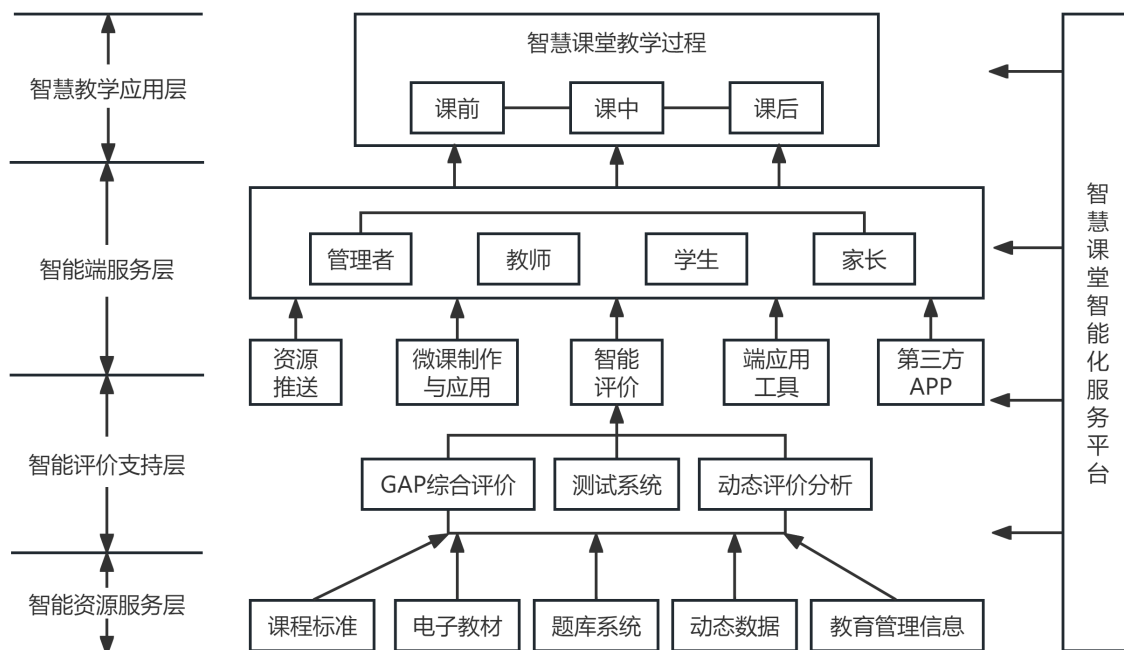 智慧课堂教学过程
智慧教学应用层
课前
课中
课后
管理者
教师
学生
家长
智能端服务层
资源
推送
微课制作
与应用
智能
评价
端应用
工具
第三方
APP
智能评价支持层
GAP综合评价
测试系统
动态评价分析
智能资源服务层
课程标准
电子教材
题库系统
动态数据
教育管理信息
智慧课堂智能化服务平台